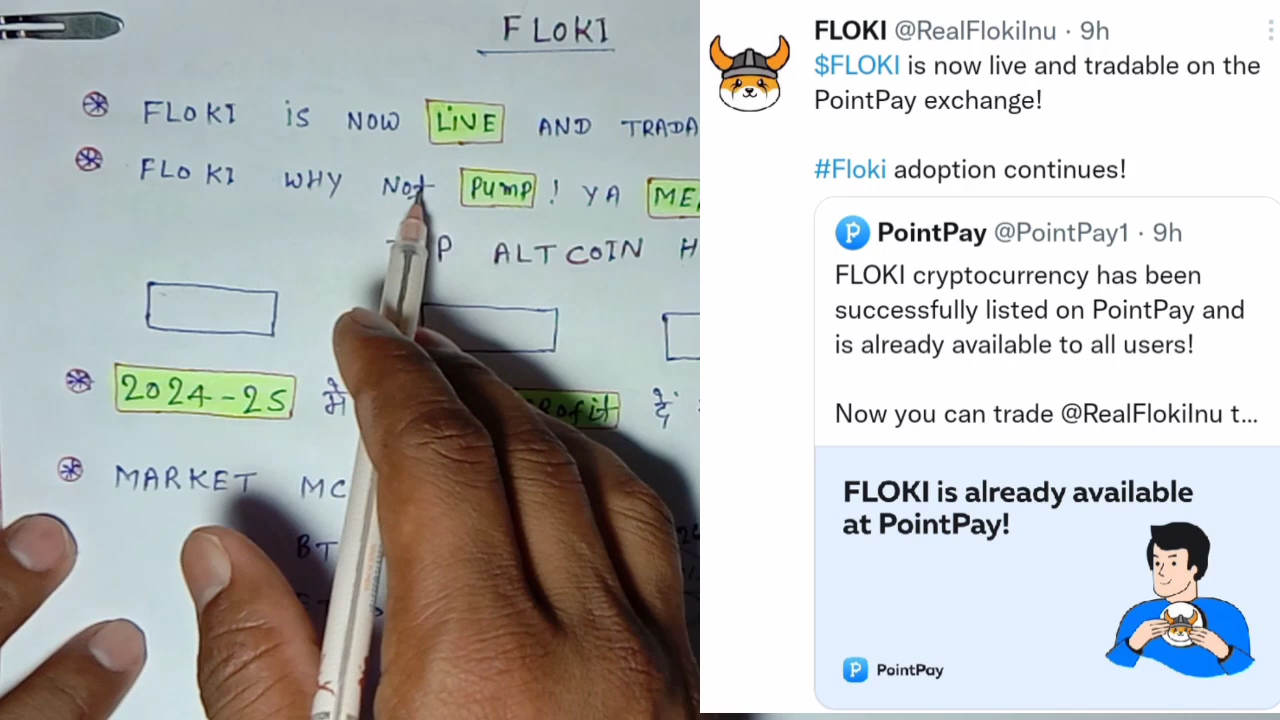 FLOKI
FLOKI is NOW LIVE AND TRADA
FLOKI WHY Not PUMP ! YA ME
P ALTCOIN H
2024-25 में Profit दे
MARKET MC
BT
FLOKI @RealFlokiInu · 9h
$FLOKI is now live and tradable on the
PointPay exchange!
#Floki adoption continues!
PointPay @PointPay1 · 9h
FLOKI cryptocurrency has been
successfully listed on PointPay and
is already available to all users!
Now you can trade @RealFlokiInu t...
FLOKI is already available
at PointPay!
PointPay